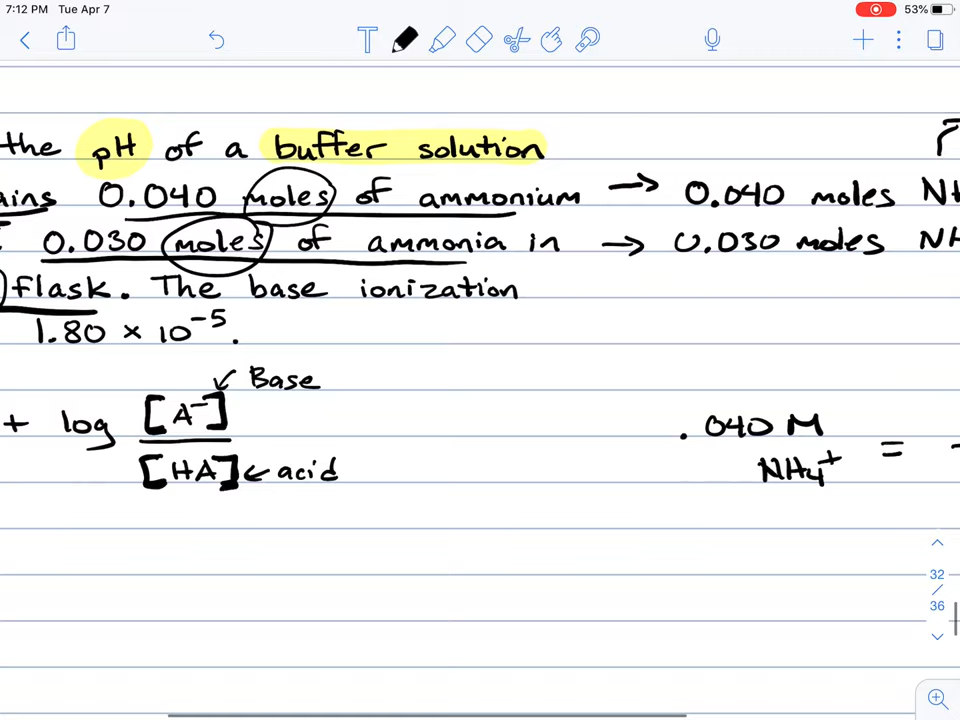 7:12 PM Tue Apr 7
53%
the pH of a buffer solution
ains 0.040 moles of ammonium → 0.040 moles NH
0.030 moles of ammonia in → 0.030 moles NH
flask. The base ionization
1.80 × 10⁻⁵.
↙ Base
+ log [A⁻] / [HA] ← acid
.040 M
NH₄⁺ =
32
/
36